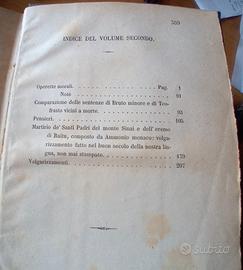 359
INDICE DEL VOLUME SECONDO.
Operette morali. Pag. 1
Note 91
Comparazione delle sentenze di Bruto minore e di Teo-
frasto vicini a morte. 95
Pensieri. 105
Martirio de' Santi Padri del monte Sinai e dell' eremo
di Raitu, composto da Ammonio monaco: volga-
rizzamento fatto nel buon secolo della nostra lin-
gua, non mai stampato. 179
Volgarizzamenti. 207
subito